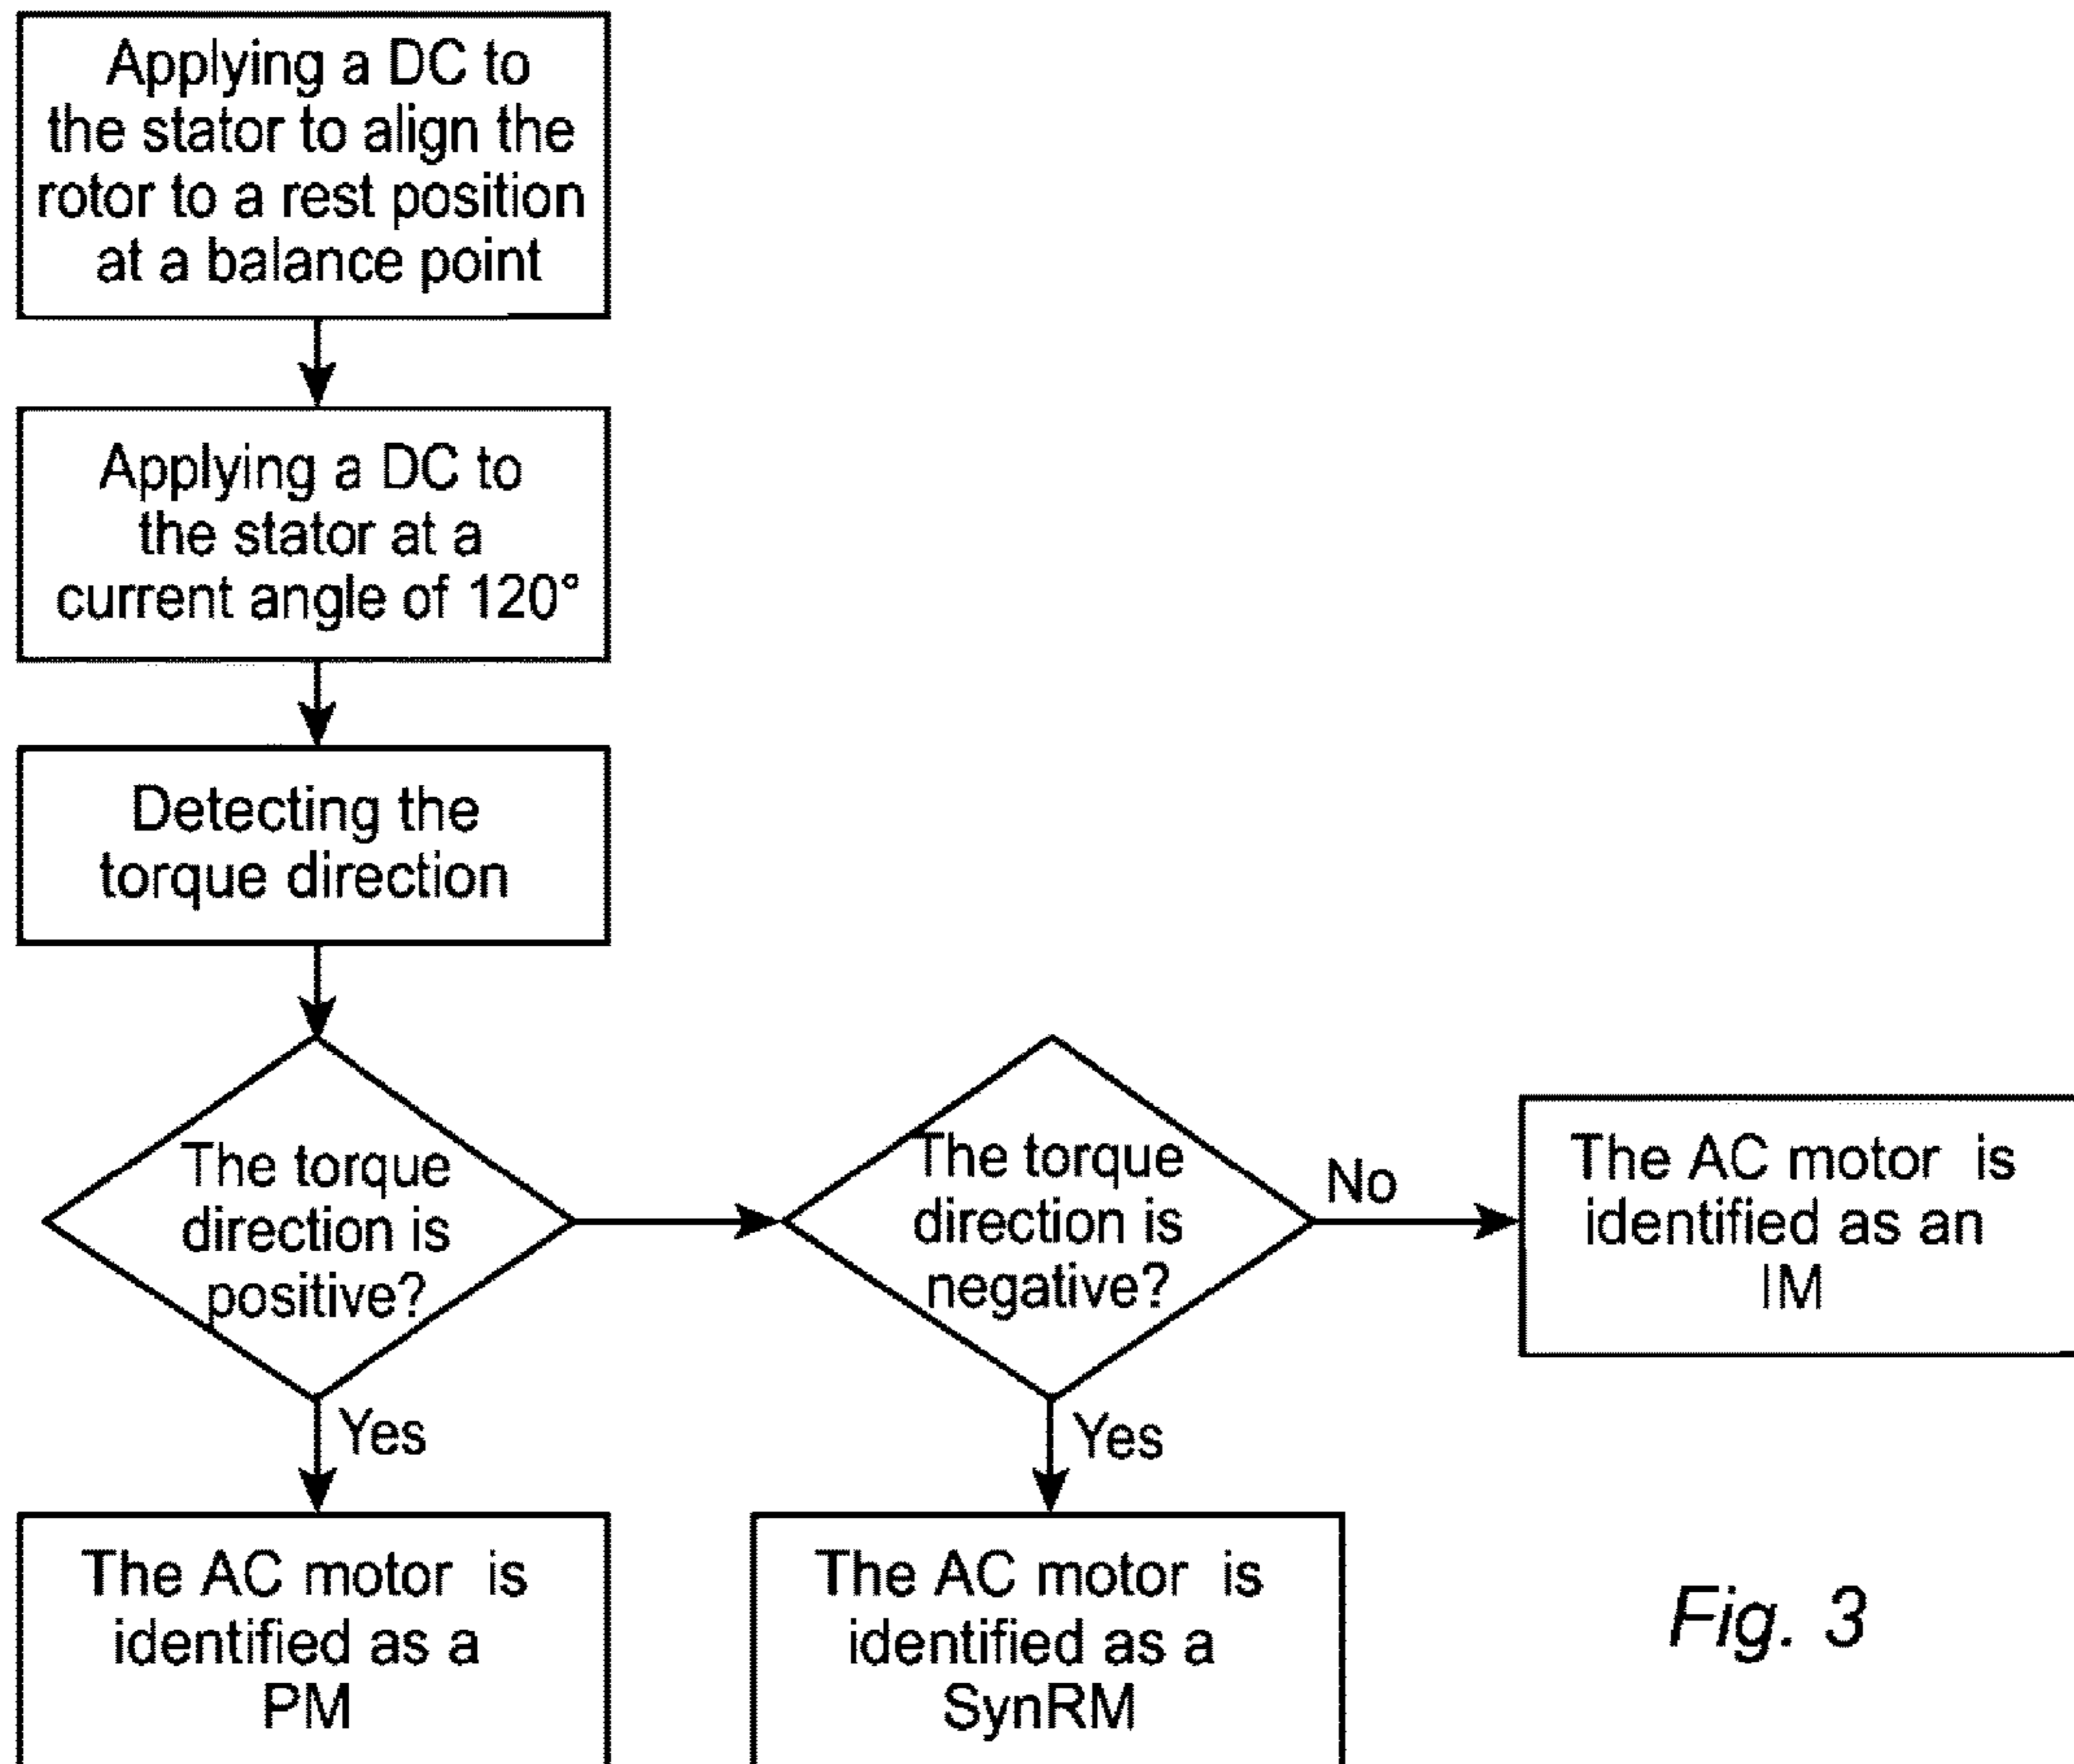 Applying a DC to
the stator to align the
rotor to a rest position
at a balance point
Applying a DC to
the stator at a
current angle of 120°
Detecting the
torque direction
The torque
direction is
positive?
The torque
direction is
negative?
No
The AC motor is
identified as an
IM
Yes
Yes
The AC motor is
identified as a
PM
The AC motor is
identified as a
SynRM
Fig. 3